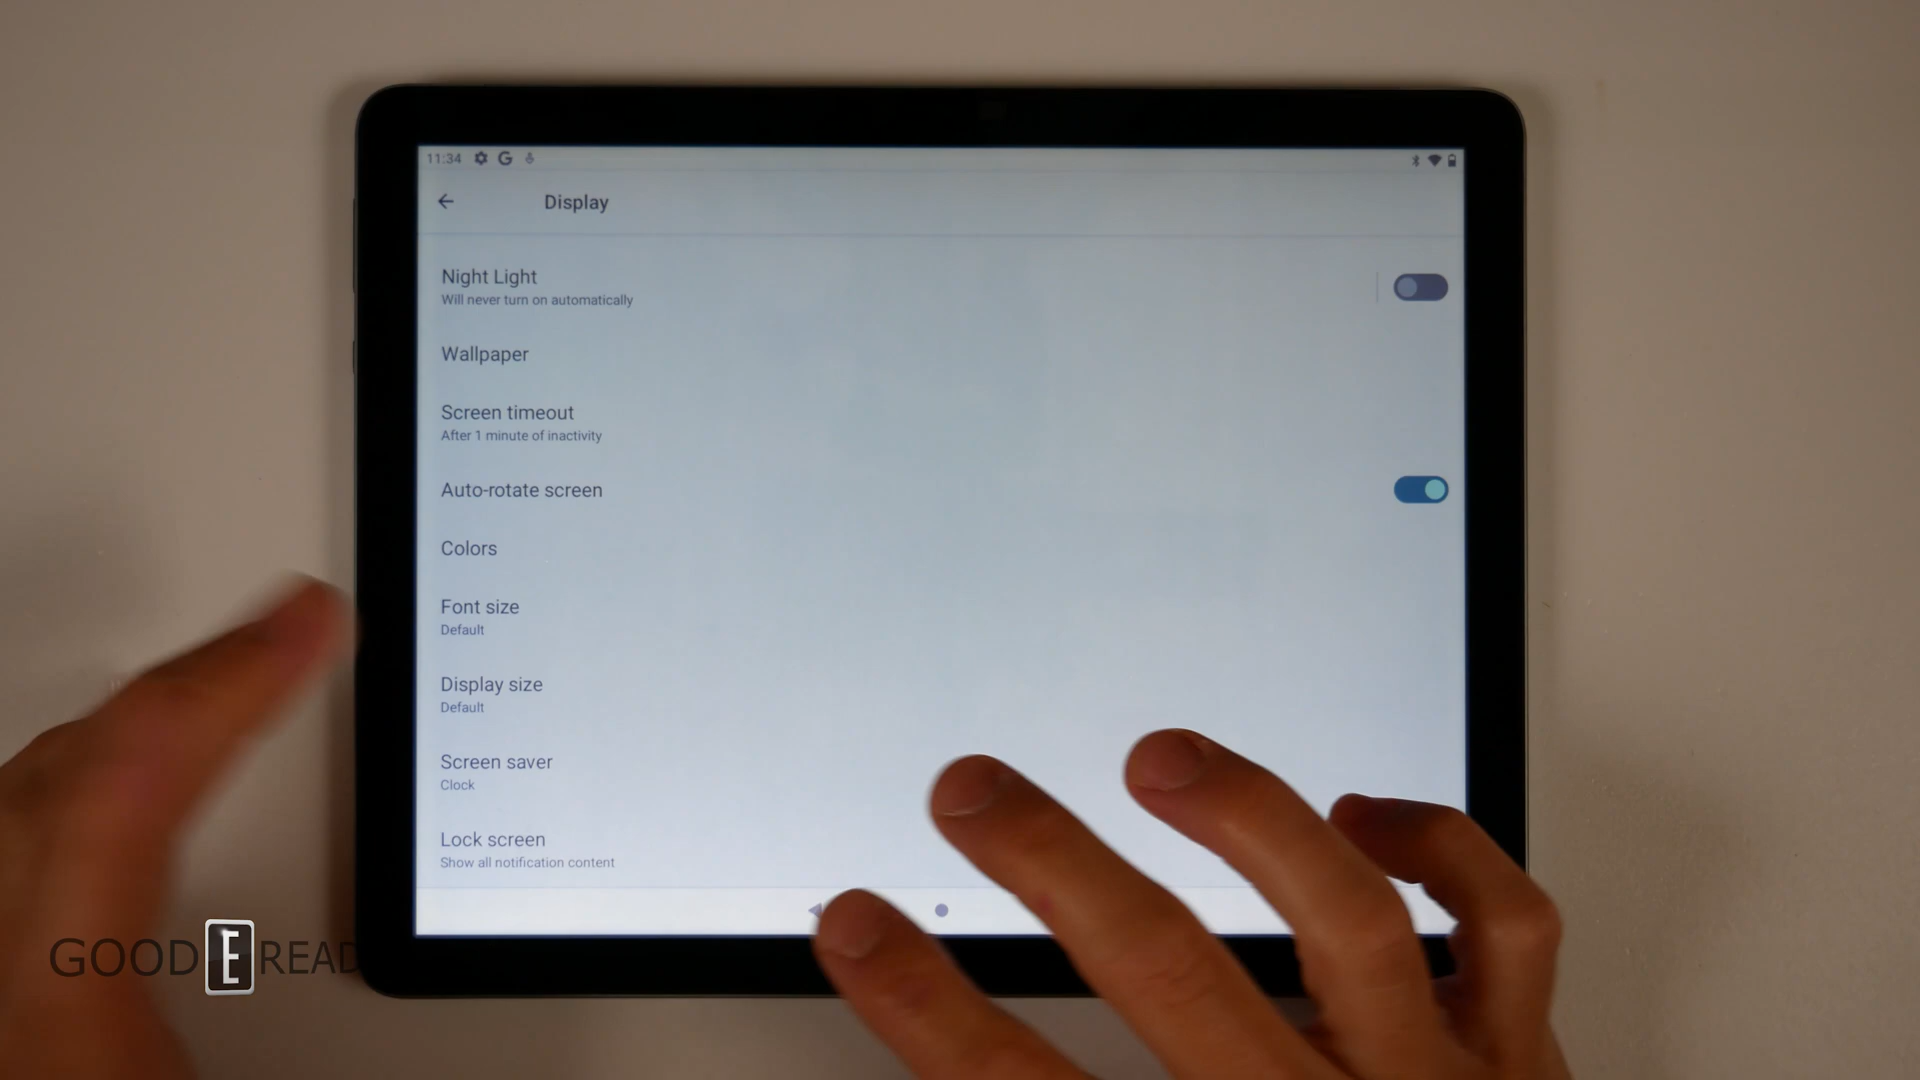 11:34 G
Display
Night Light
Will never turn on automatically
Wallpaper
Screen timeout
After 1 minute of inactivity
Auto-rotate screen
Colors
Font size
Default
Display size
Default
Screen saver
Clock
Lock screen
Show all notification content
GOOD E READ